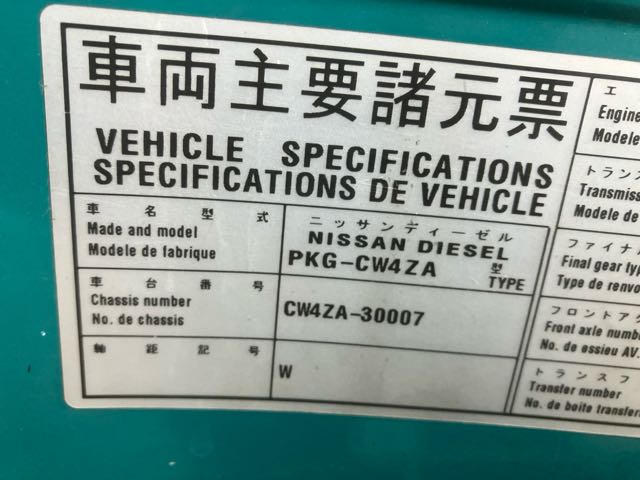 車両主要諸元票
VEHICLE SPECIFICATIONS
SPECIFICATIONS DE VEHICLE
車名型式
Made and model
Modele de fabrique
ニッサンディーゼル
NISSAN DIESEL
PKG-CW4ZA 型
TYPE
車台番号
Chassis number
No. de chassis
CW4ZA-30007
軸距記号
W
エ
Engine
Modele
トランス
Transmiss
Modele de
ファイナ
Final gear t
Type de renvo
フロントア
Front axle numb
No. de essieu AV.
トランスフ
Transfer number
No. de boite transfer